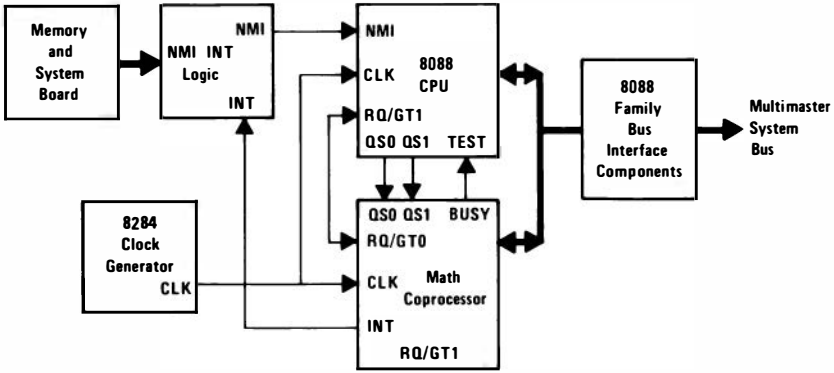 Memory
and
System
Board
NMI
NMI INT
Logic
INT
NMI
8088
CPU
CLK
RQ/GT1
QS0 QS1 TEST
8088
Family
Bus
Interface
Components
Multimaster
System
Bus
8284
Clock
Generator
CLK
QS0 QS1 BUSY
RQ/GT0
CLK
Math
Coprocessor
INT
RQ/GT1